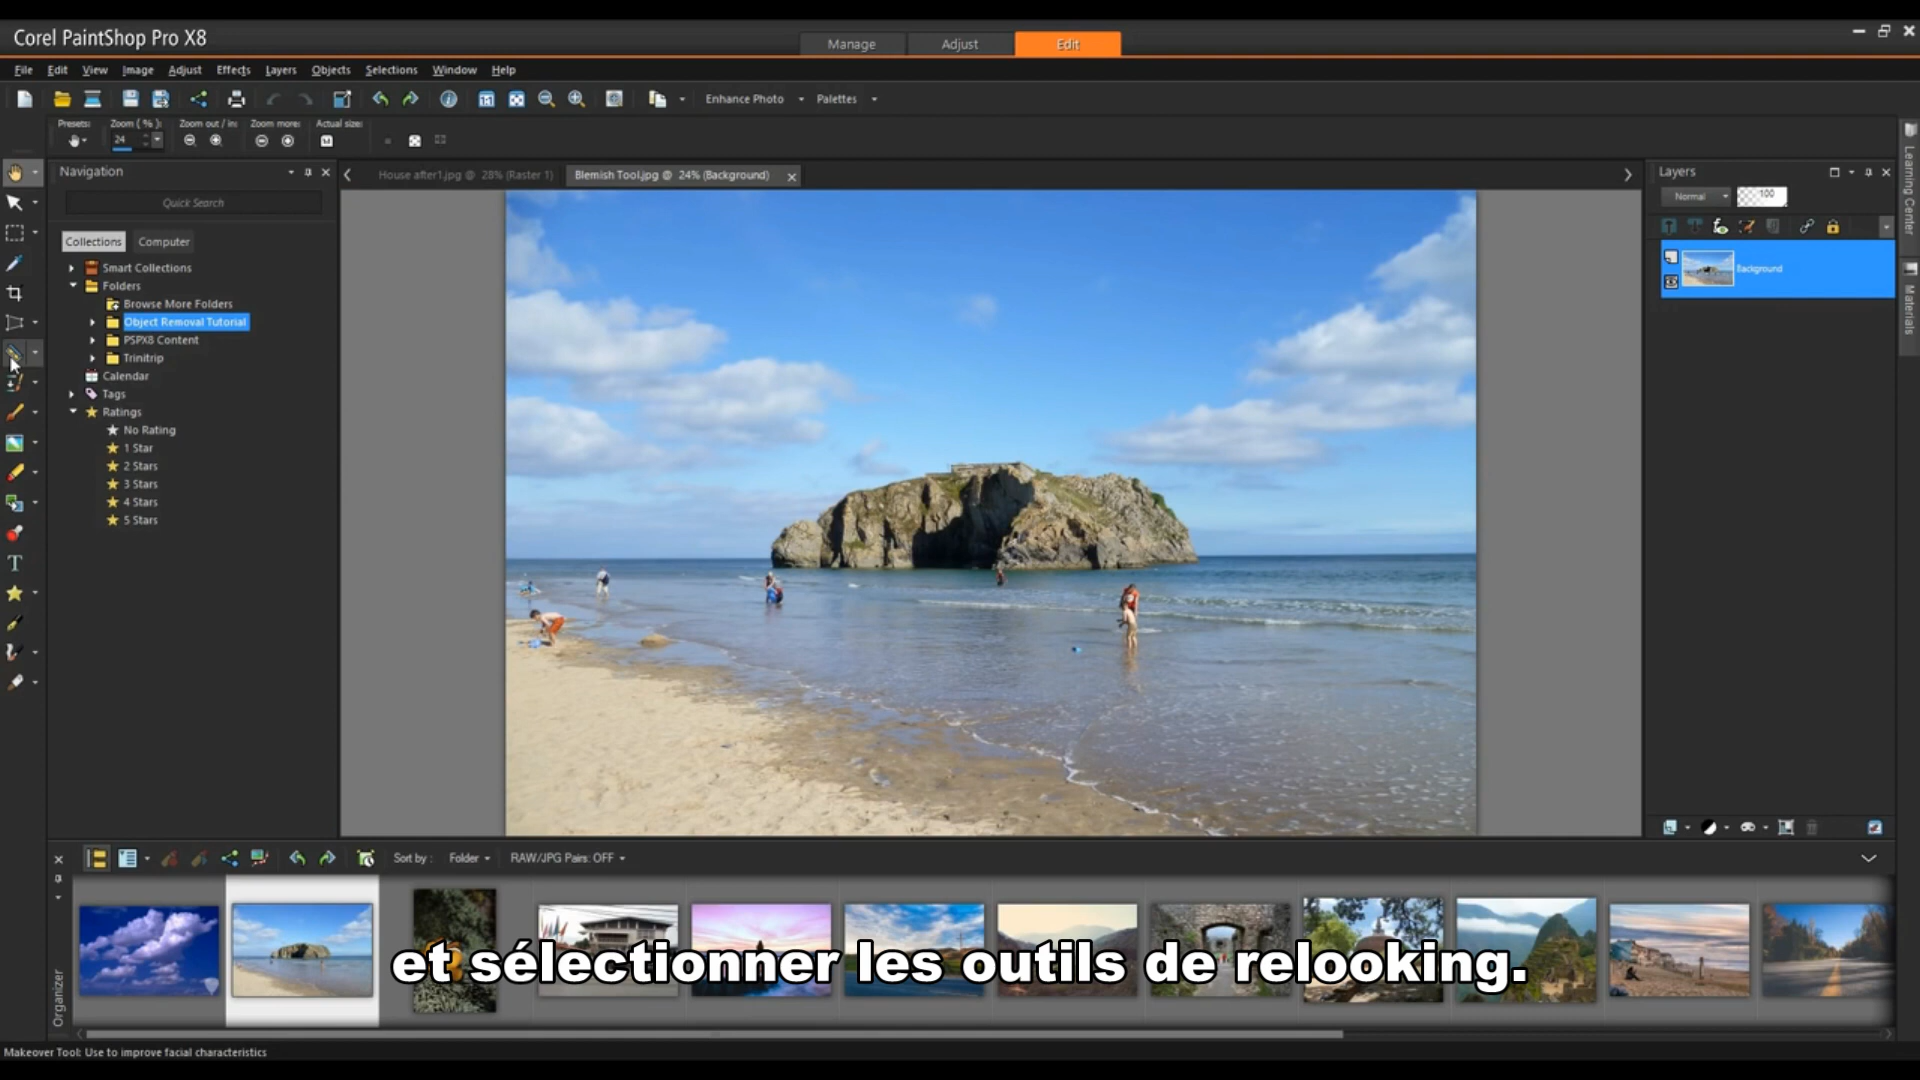 Corel PaintShop Pro X8
Manage
Adjust
Edit
File Edit View Image Adjust Effects Layers Objects Selections Window Help
Enhance Photo
Palettes
Presets:
Zoom (%):
Zoom out / in:
Zoom more:
Actual size:
24
Navigation
House after1.jpg @ 28% (Raster 1)
Blemish Tool.jpg @ 24% (Background)
Layers
Quick Search
Normal
100
Learning Center
Collections
Computer
Smart Collections
Folders
Browse More Folders
Object Removal Tutorial
PSPX8 Content
Trinitrip
Calendar
Tags
Ratings
No Rating
1 Star
2 Stars
3 Stars
4 Stars
5 Stars
Background
Materials
Sort by :
Folder
RAW/JPG Pairs: OFF
Organizer
et sélectionner les outils de relooking.
Makeover Tool: Use to improve facial characteristics